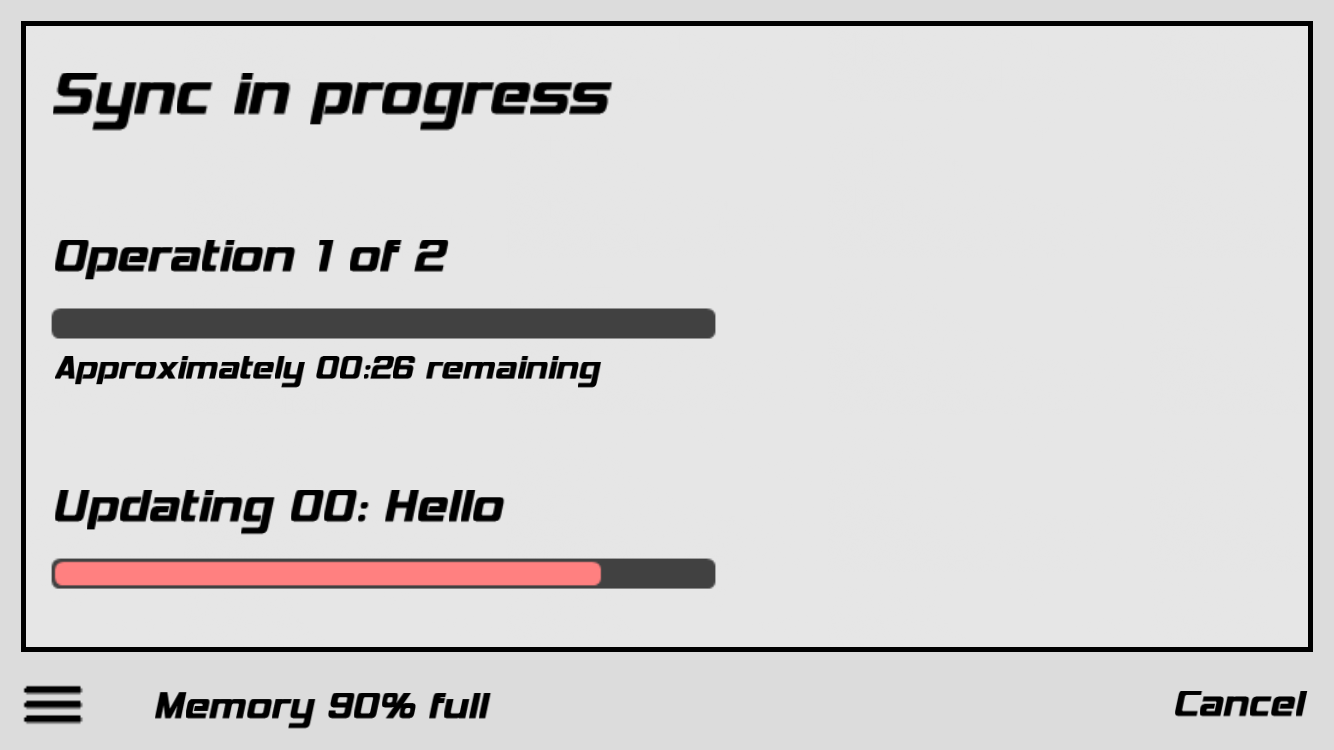 Sync in progress
Operation 1 of 2
Approximately 00:26 remaining
Updating 00: Hello
Memory 90% full
Cancel